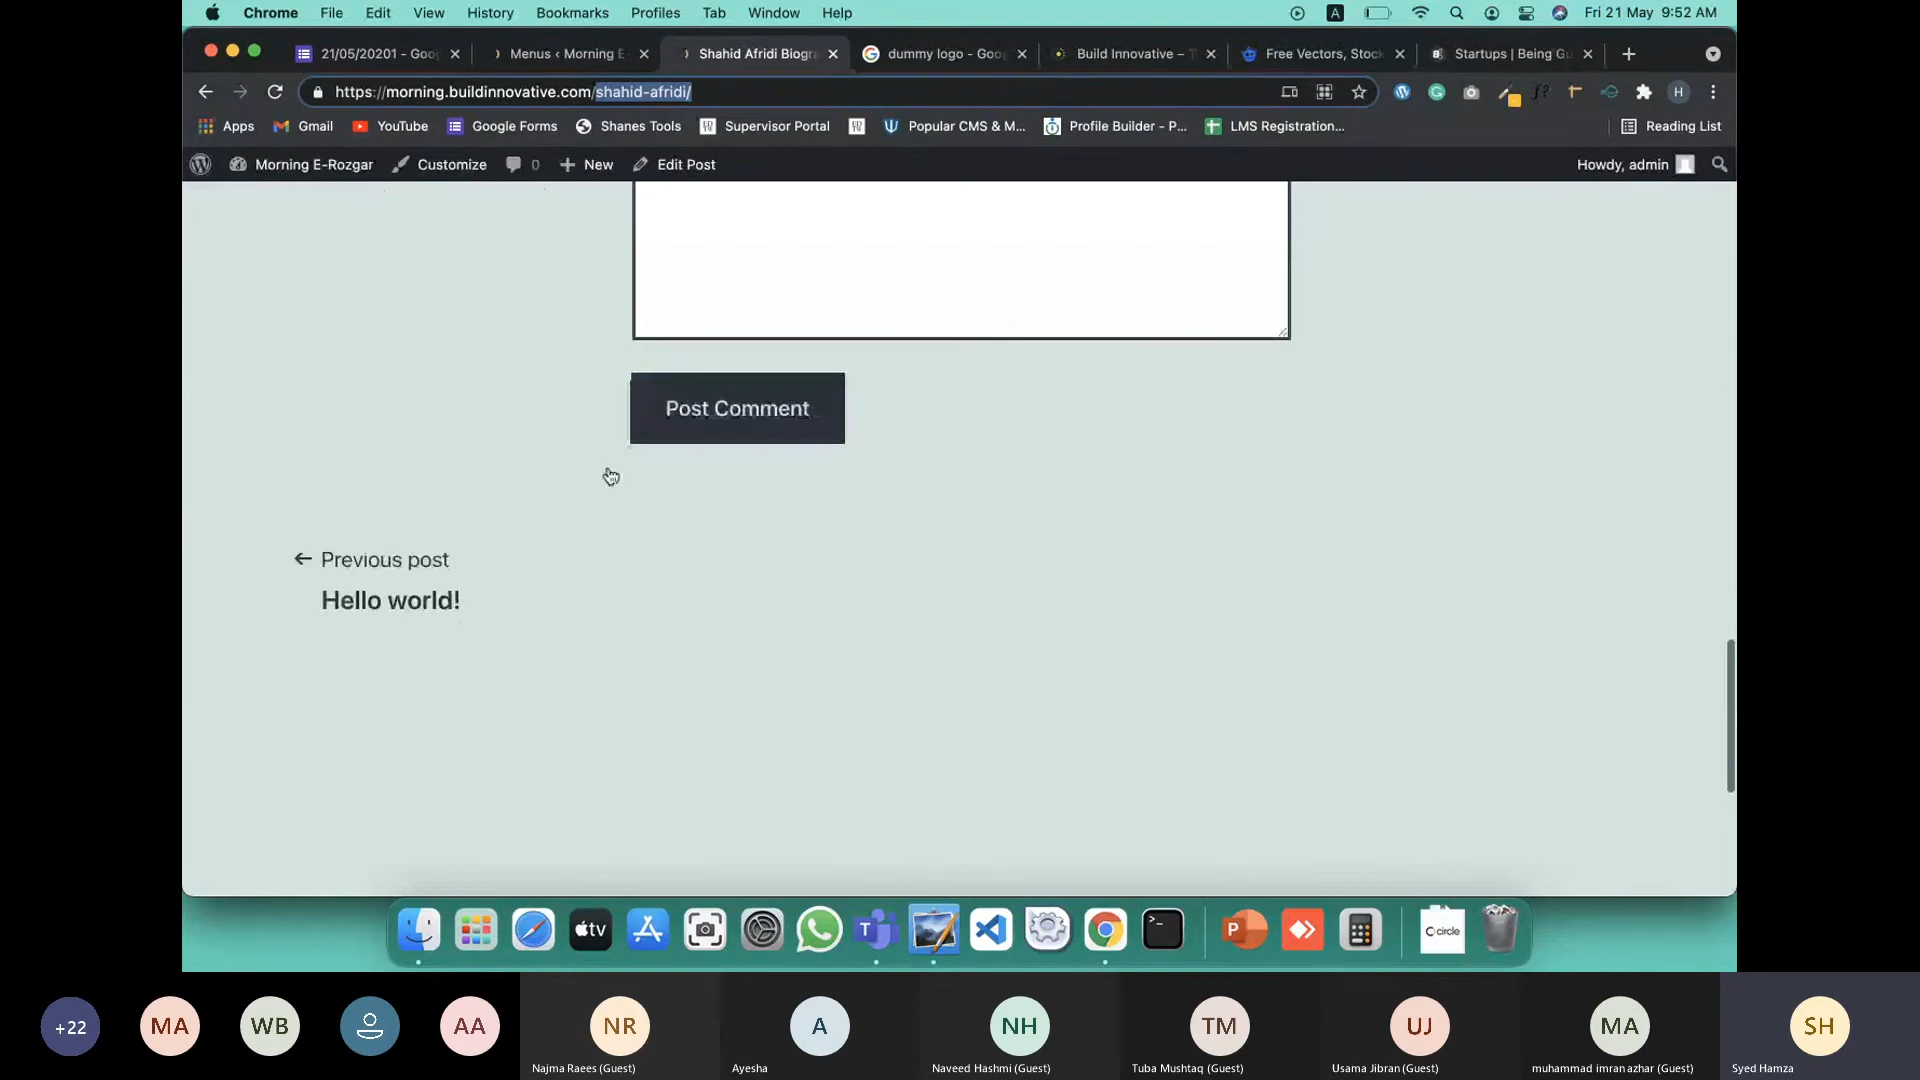 Chrome File Edit View History Bookmarks Profiles Tab Window Help A Fri 21 May 9:52 AM
21/05/20201 - Goo Menus ‹ Morning E- Shahid Afridi Biogra dummy logo - Goo Build Innovative – T Free Vectors, Stock Startups | Being Gu
https://morning.buildinnovative.com/shahid-afridi/ H
Apps Gmail YouTube Google Forms Shanes Tools Supervisor Portal Popular CMS & M... Profile Builder - P... LMS Registration... Reading List
Morning E-Rozgar Customize 0 New Edit Post Howdy, admin
Post Comment
← Previous post
Hello world!
tv T >_ P circle
+22 MA WB AA NR A NH TM UJ MA SH
Najma Raees (Guest) Ayesha Naveed Hashmi (Guest) Tuba Mushtaq (Guest) Usama Jibran (Guest) muhammad imran azhar (Guest) Syed Hamza